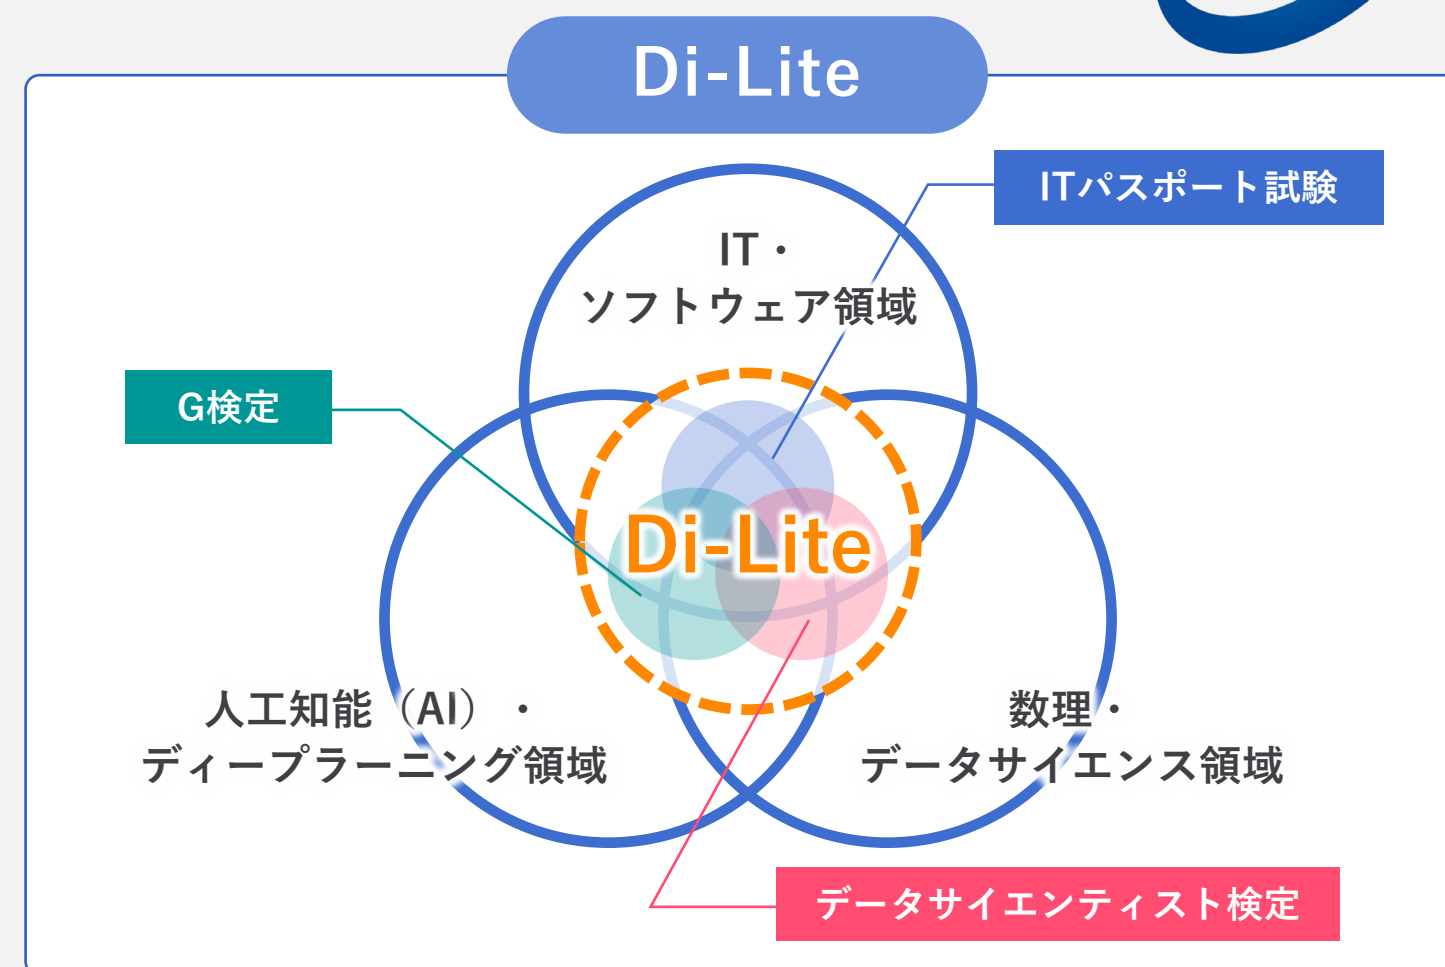 Di-Lite
ITパスポート試験
IT・
ソフトウェア領域
G検定
Di-Lite
人工知能（AI）・
ディープラーニング領域
数理・
データサイエンス領域
データサイエンティスト検定